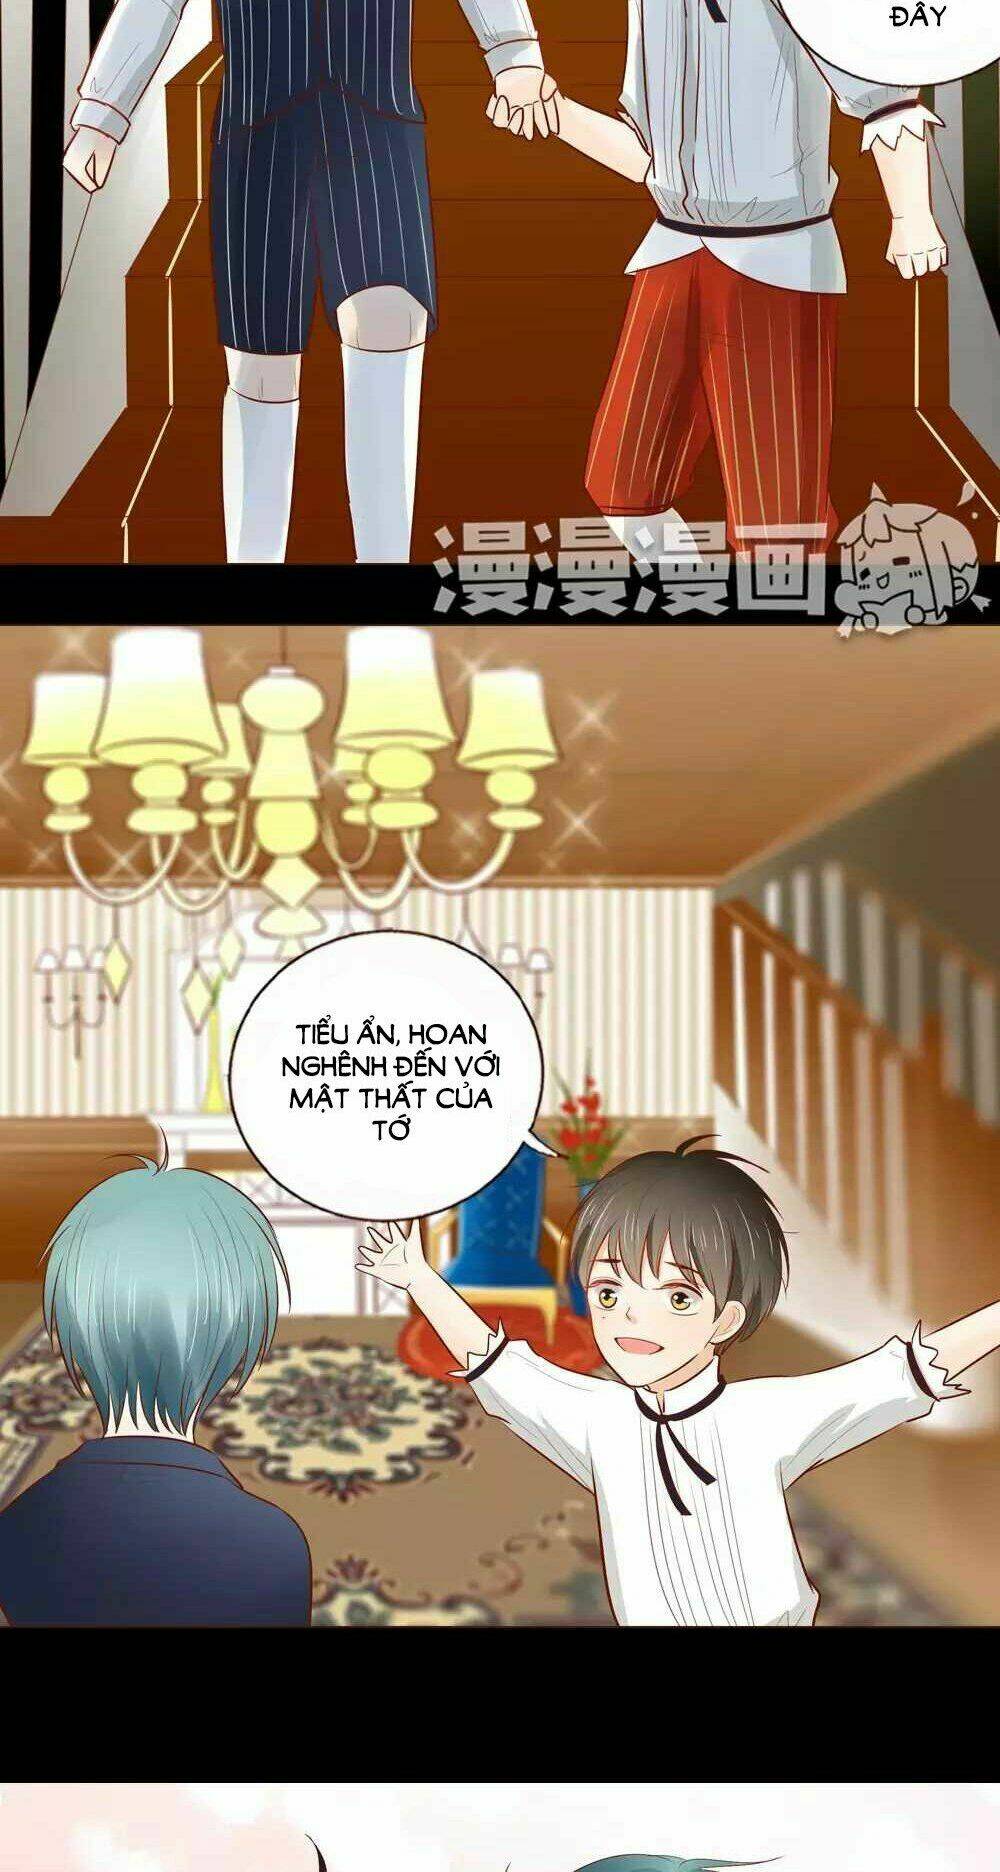 ĐÂY
漫漫漫画
TIỂU ẨN, HOAN
NGHÊNH ĐẾN VỚI
MẬT THẤT CỦA
TỚ